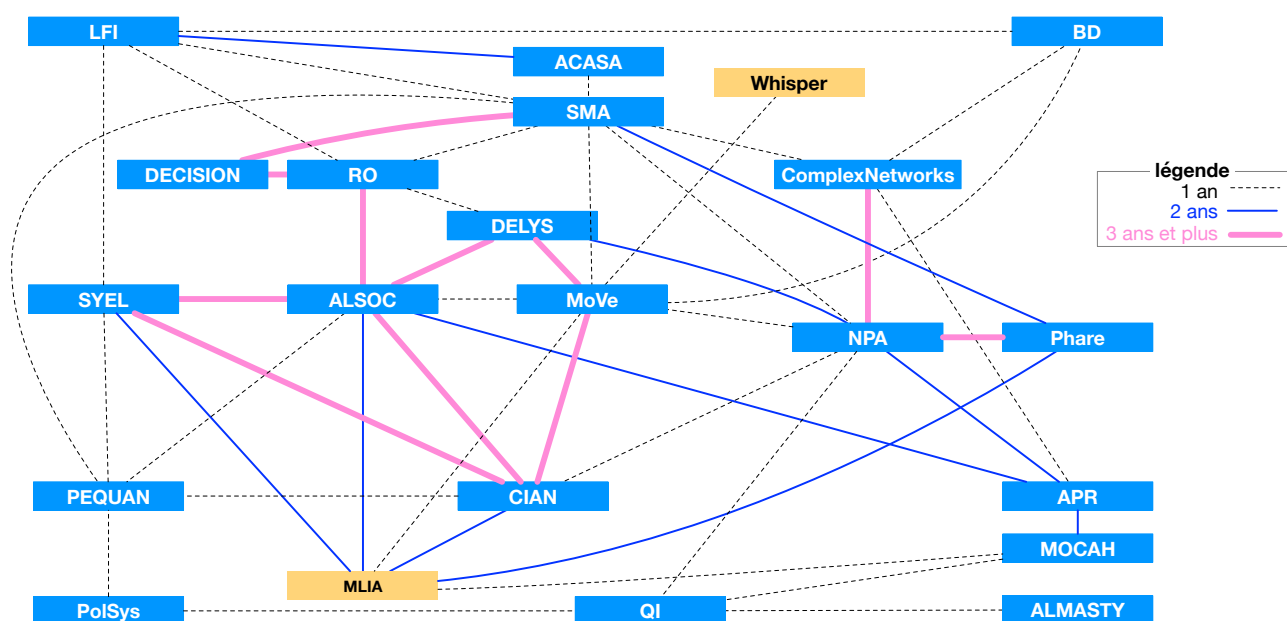 LFI
BD
ACASA
Whisper
SMA
DECISION
RO
ComplexNetworks
légende
1 an
2 ans
3 ans et plus
DELYS
SYEL
ALSOC
MoVe
NPA
Phare
PEQUAN
CIAN
APR
MOCAH
MLIA
PolSys
QI
ALMASTY